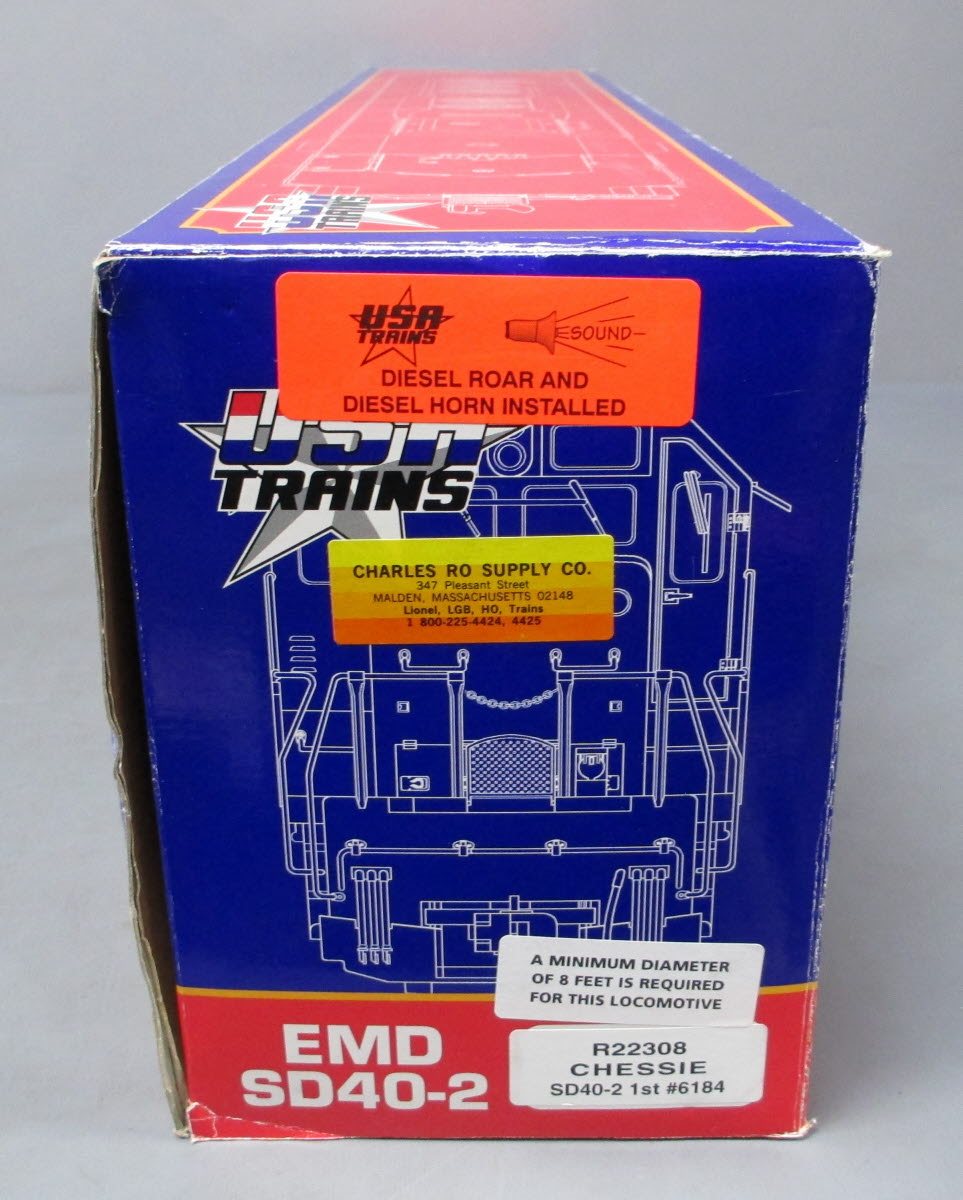 USA
TRAINS
USA
TRAINS
SOUND
DIESEL ROAR AND
DIESEL HORN INSTALLED
USA
TRAINS
CHARLES RO SUPPLY CO.
347 Pleasant Street
MALDEN, MASSACHUSETTS 02148
Lionel, LGB, HO, Trains
1 800-225-4424, 4425
A MINIMUM DIAMETER
OF 8 FEET IS REQUIRED
FOR THIS LOCOMOTIVE
EMD
SD40-2
R22308
CHESSIE
SD40-2 1st #6184